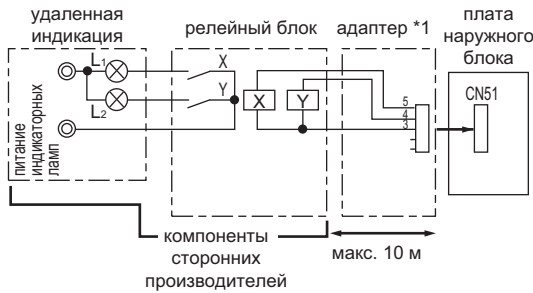 удаленная
индикация
релейный блок
адаптер *1
плата
наружного
блока
L1
L2
X
Y
X
Y
5
4
3
CN51
питание
индикаторных
ламп
компоненты
сторонних
производителей
макс. 10 м